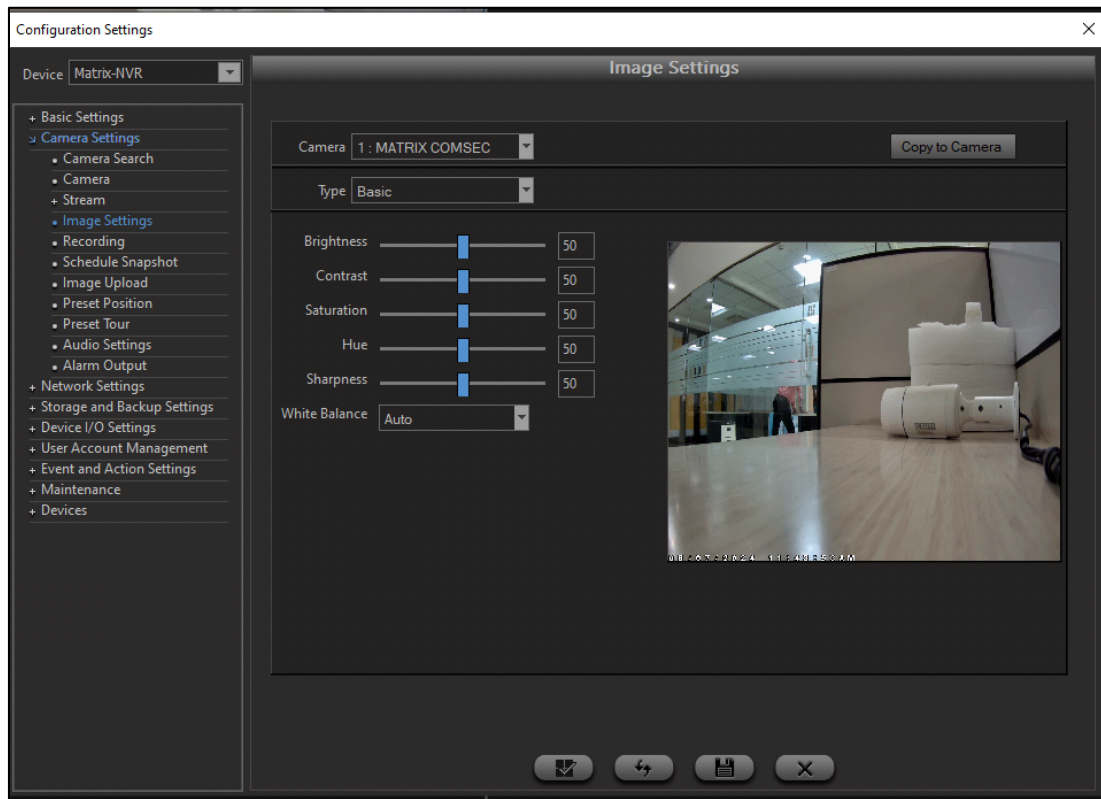 Configuration Settings
Device Matrix-NVR
Image Settings
+ Basic Settings
Camera Settings
Camera Search
Camera
+ Stream
Image Settings
Recording
Schedule Snapshot
Image Upload
Preset Position
Preset Tour
Audio Settings
Alarm Output
+ Network Settings
+ Storage and Backup Settings
+ Device I/O Settings
+ User Account Management
+ Event and Action Settings
+ Maintenance
+ Devices
Camera 1 : MATRIX COMSEC Copy to Camera
Type Basic
Brightness 50
Contrast 50
Saturation 50
Hue 50
Sharpness 50
White Balance Auto